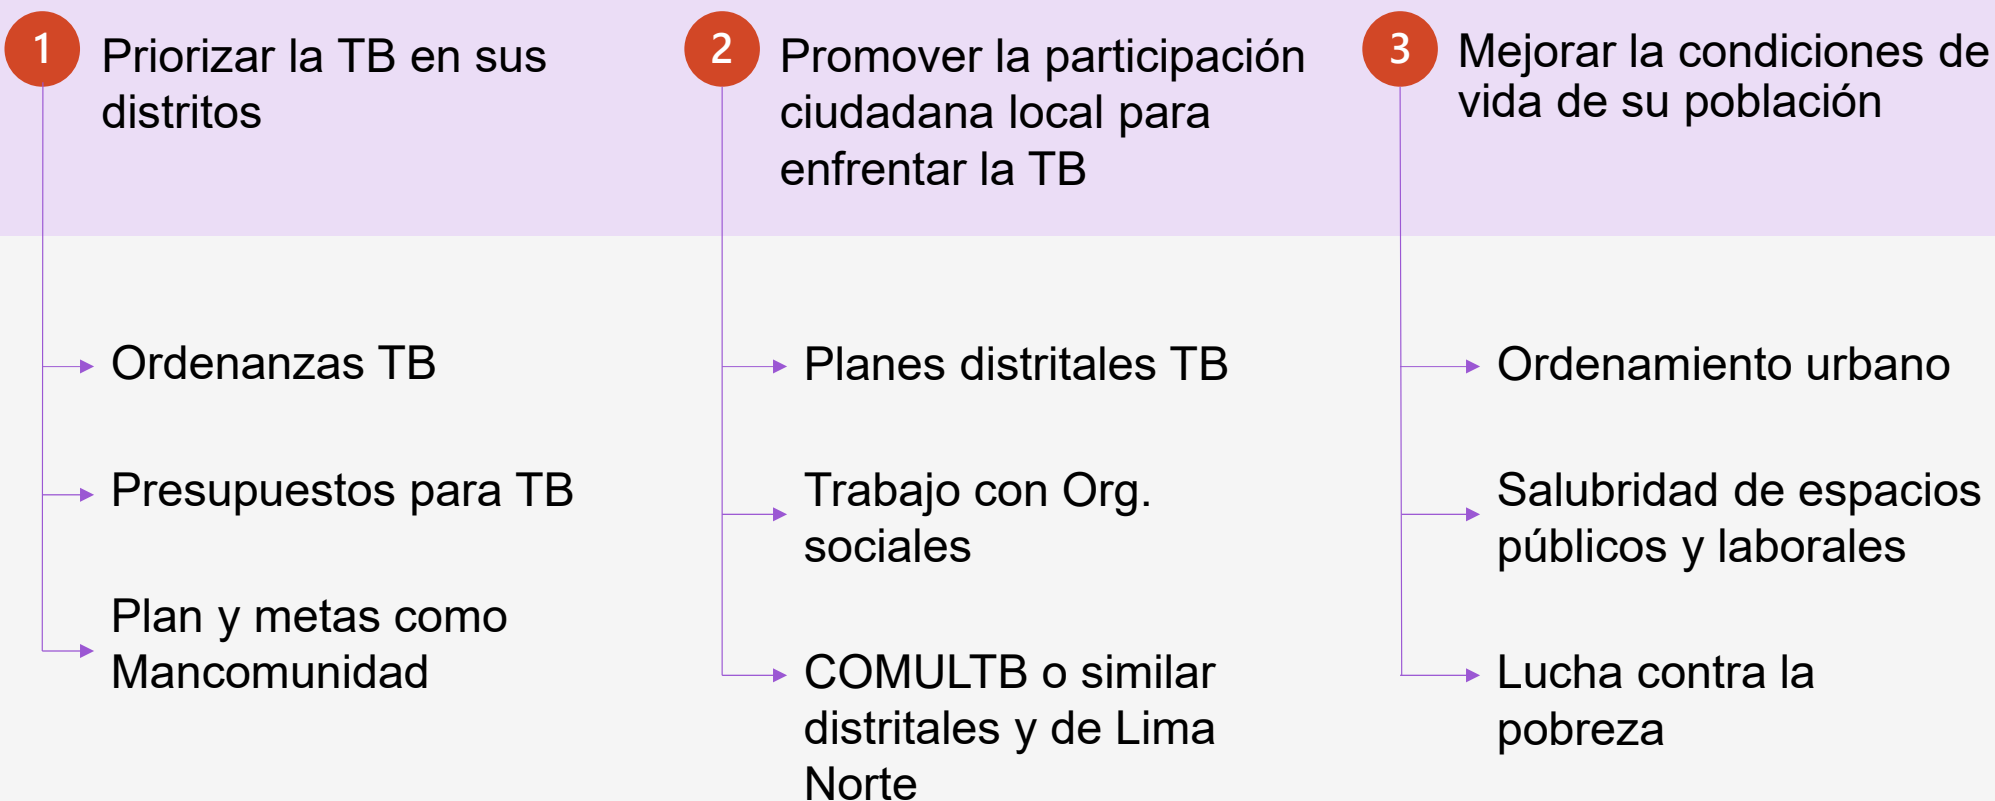 1
Priorizar la TB en sus
distritos
Ordenanzas TB
Presupuestos para TB
Plan y metas como
Mancomunidad
2
Promover la participación
ciudadana local para
enfrentar la TB
Planes distritales TB
Trabajo con Org.
sociales
COMULTB o similar
distritales y de Lima
Norte
3
Mejorar la condiciones de
vida de su población
Ordenamiento urbano
Salubridad de espacios
públicos y laborales
Lucha contra la
pobreza